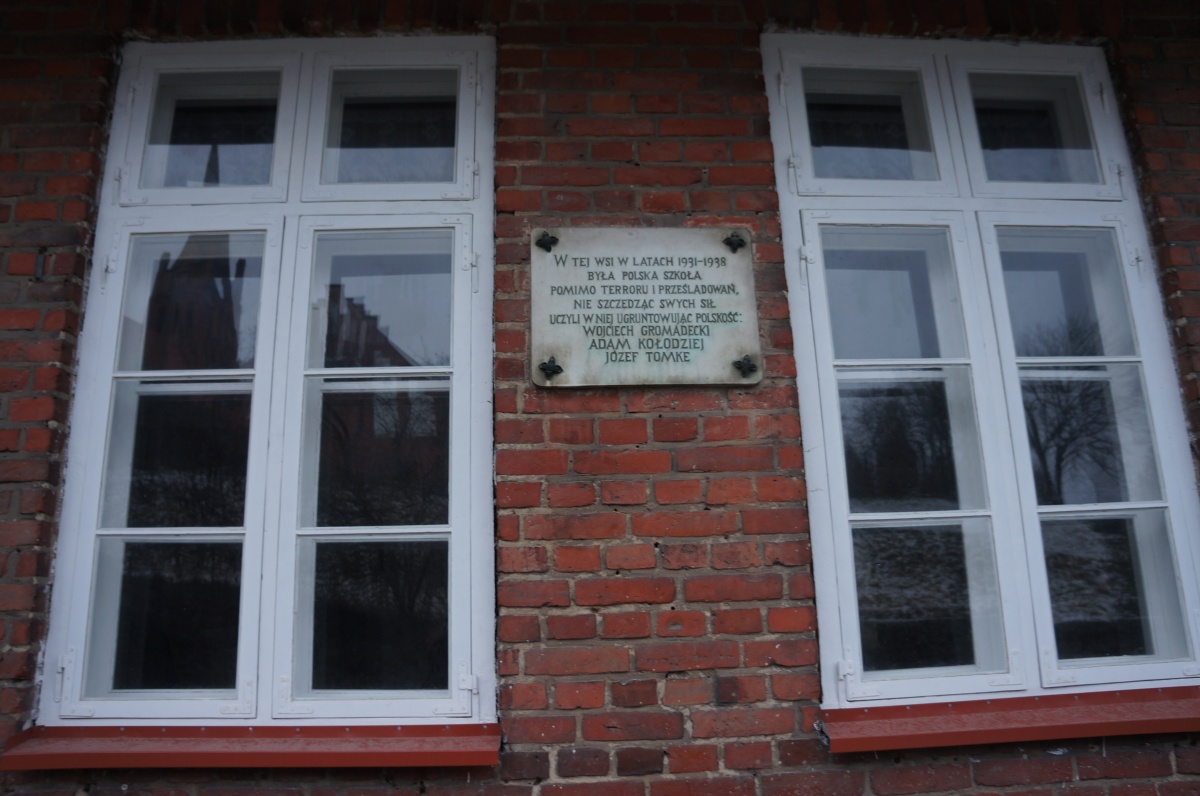 W TEJ WSI W LATACH 1931-1938
BYŁA POLSKA SZKOŁA
POMIMO TERRORU I PRZEŚLADOWAŃ,
NIE SZCZEDZĄC SWYCH SIŁ
UCZYLI W NIEJ UGRUNTOWUJĄC POLSKOŚĆ:
WOJCIECH GROMADECKI
ADAM KOŁODZIEJ
JÓZEF TOMKE